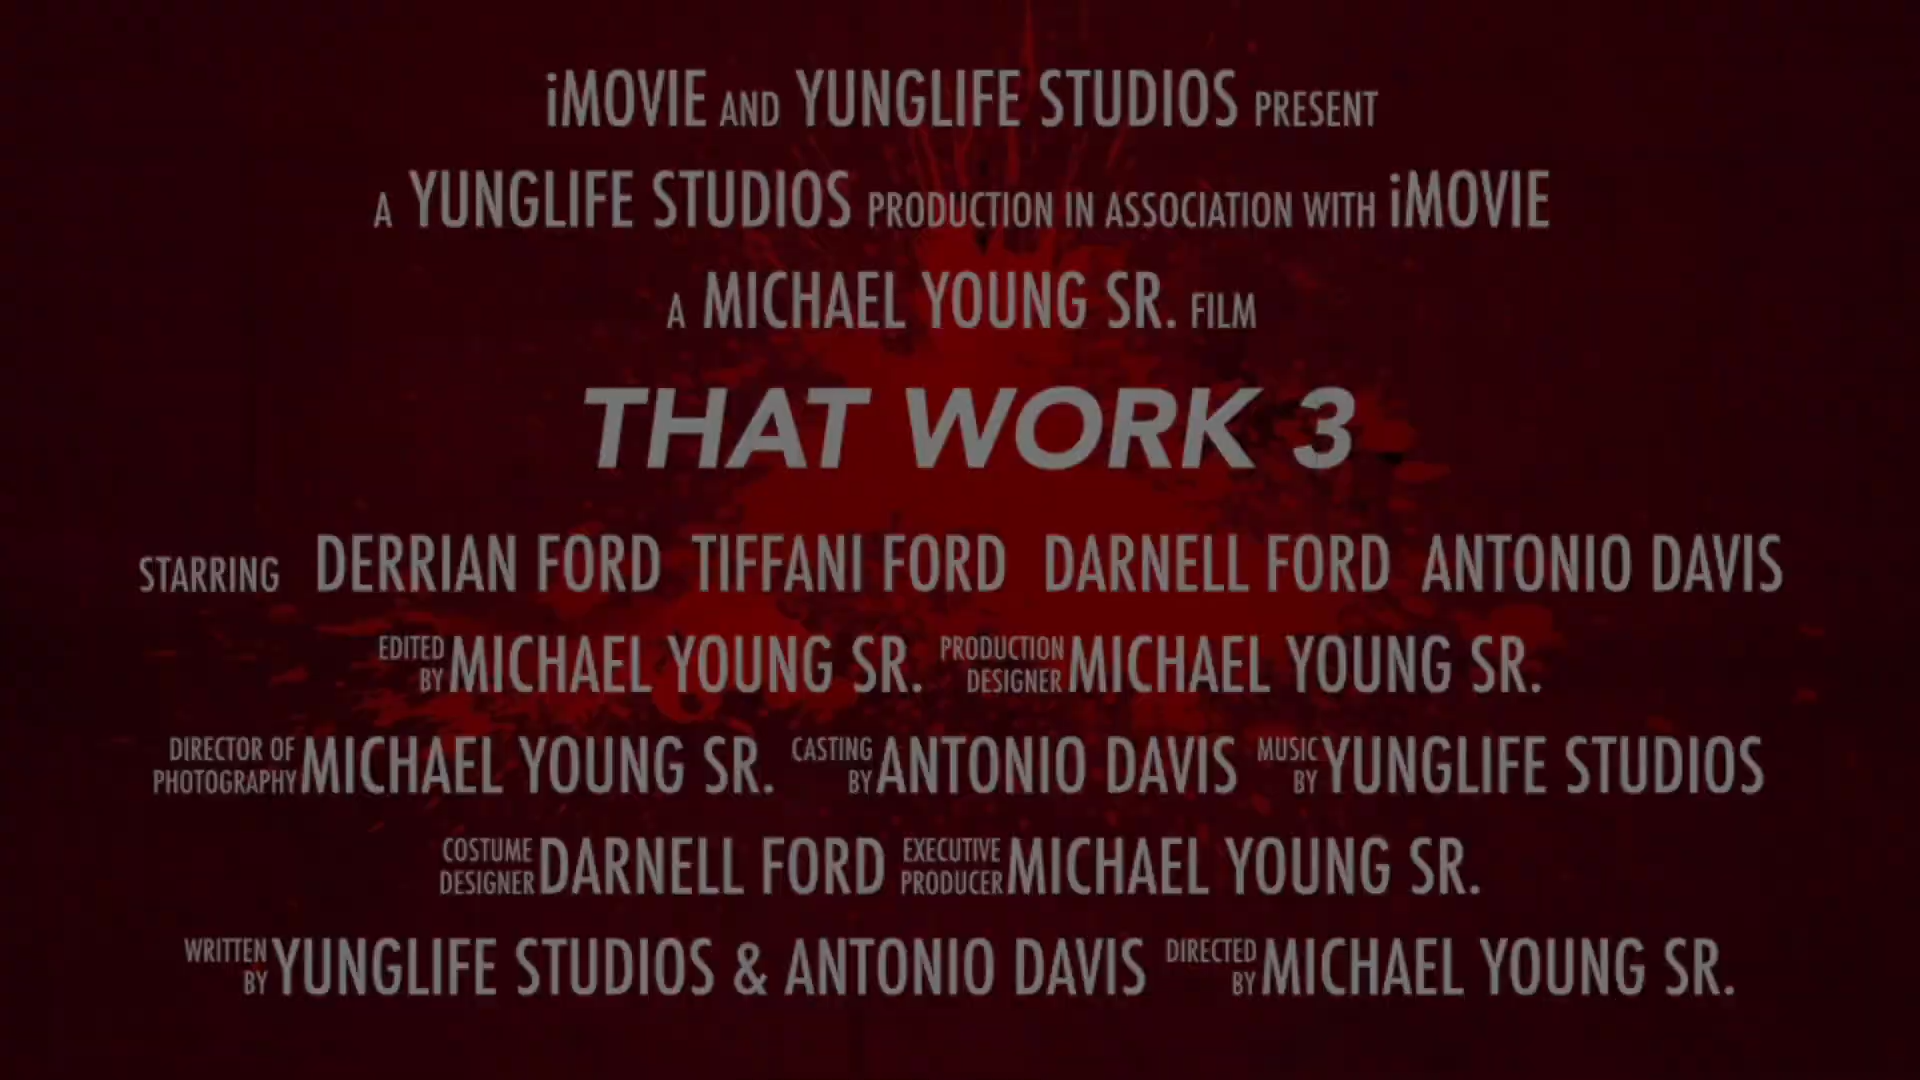 iMOVIE AND YUNGLIFE STUDIOS PRESENT
A YUNGLIFE STUDIOS PRODUCTION IN ASSOCIATION WITH iMOVIE
A MICHAEL YOUNG SR. FILM
THAT WORK 3
STARRING DERRIAN FORD TIFFANI FORD DARNELL FORD ANTONIO DAVIS
EDITED BY MICHAEL YOUNG SR. PRODUCTION DESIGNER MICHAEL YOUNG SR.
DIRECTOR OF PHOTOGRAPHY MICHAEL YOUNG SR. CASTING BY ANTONIO DAVIS MUSIC BY YUNGLIFE STUDIOS
COSTUME DESIGNER DARNELL FORD EXECUTIVE PRODUCER MICHAEL YOUNG SR.
WRITTEN BY YUNGLIFE STUDIOS & ANTONIO DAVIS DIRECTED BY MICHAEL YOUNG SR.